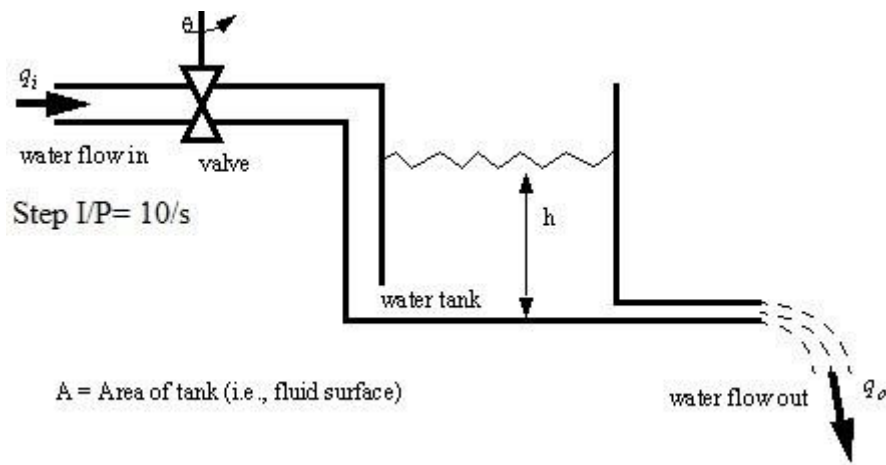 θ
q_i
water flow in
valve
Step I/P= 10/s
h
water tank
A = Area of tank (i.e., fluid surface)
water flow out
q_o